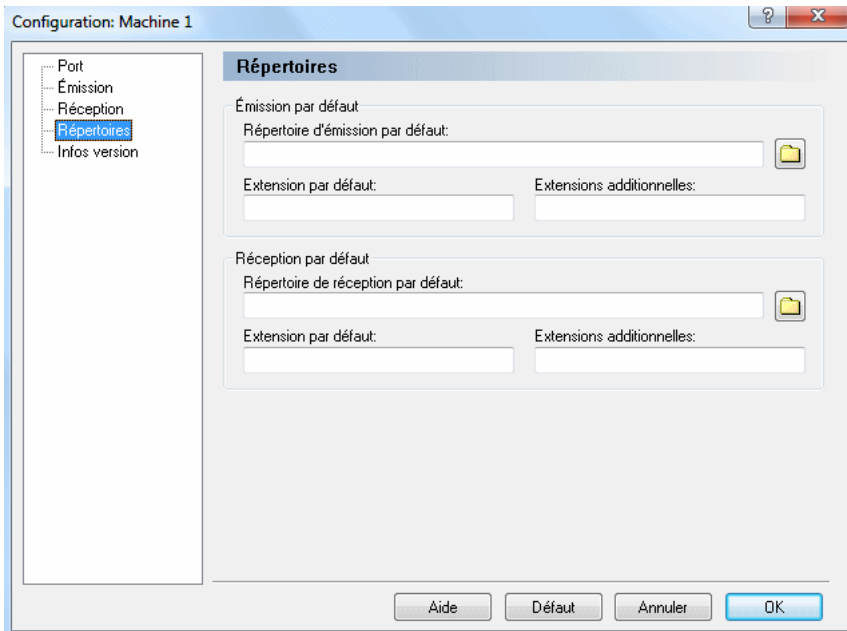 Configuration: Machine 1
Port
Émission
Réception
Répertoires
Infos version
Répertoires
Émission par défaut
Répertoire d'émission par défaut:
Extension par défaut: Extensions additionnelles:
Réception par défaut
Répertoire de réception par défaut:
Extension par défaut: Extensions additionnelles:
Aide Défaut Annuler OK